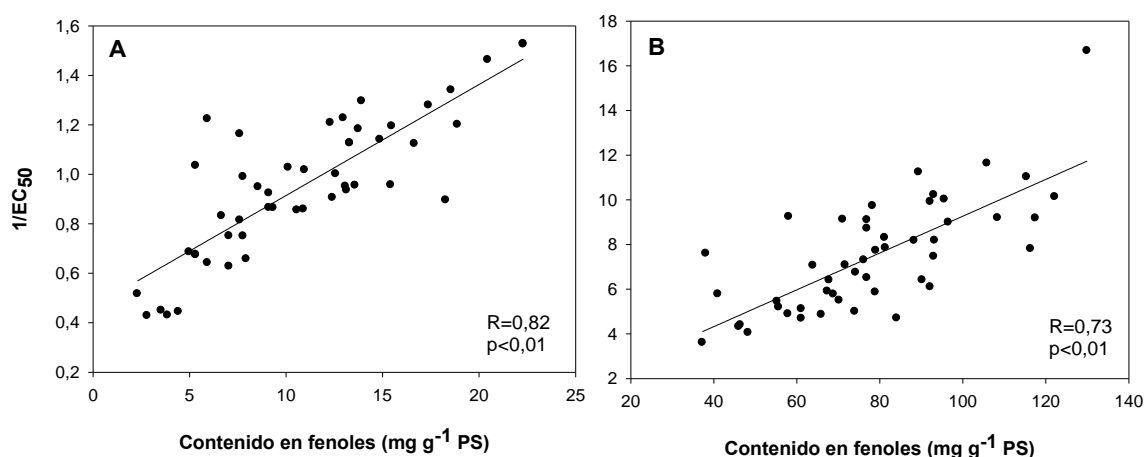 A
1/EC50
1,6
1,4
1,2
1,0
0,8
0,6
0,4
0,2
R=0,82
p<0,01
0 5 10 15 20 25
Contenido en fenoles (mg g-1 PS)
B
18
16
14
12
10
8
6
4
2
R=0,73
p<0,01
20 40 60 80 100 120 140
Contenido en fenoles (mg g-1 PS)